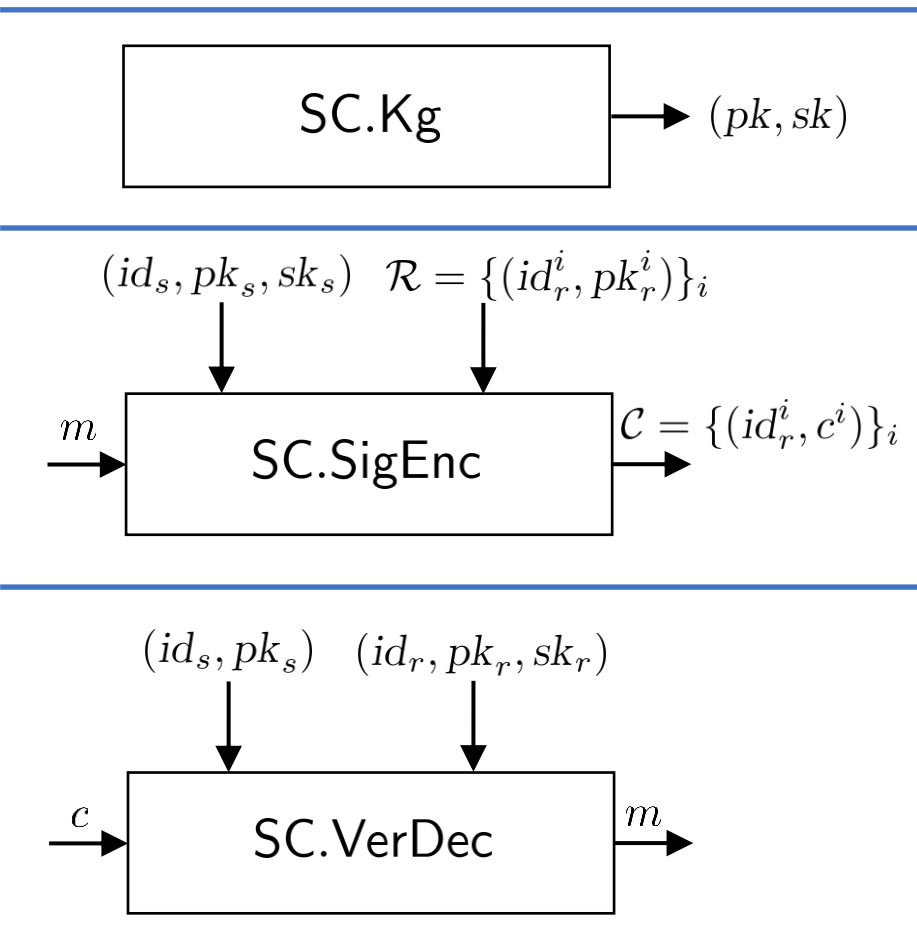 SC.Kg
(pk, sk)
(id_s, pk_s, sk_s) ℛ = {(id_r^i, pk_r^i)}_i
m
SC.SigEnc
𝒞 = {(id_r^i, c^i)}_i
(id_s, pk_s) (id_r, pk_r, sk_r)
c
SC.VerDec
m